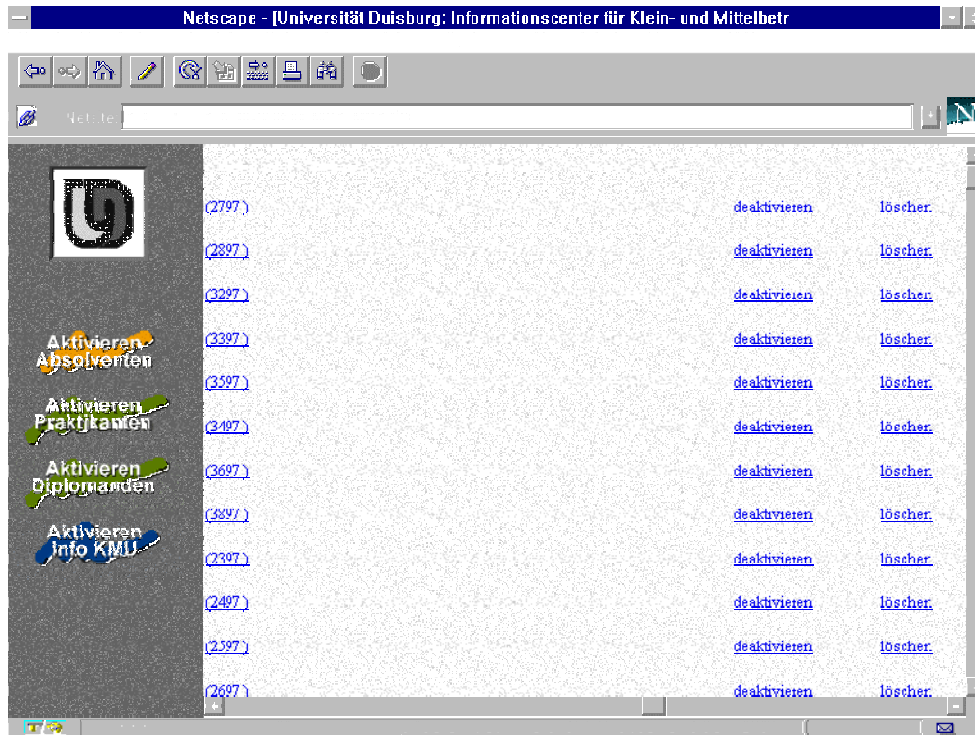 Netscape - [Universität Duisburg: Informationscenter für Klein- und Mittelbetr
N
(2797 ) deaktivieren löschen
(2897 ) deaktivieren löschen
(3297 ) deaktivieren löschen
(3397 ) deaktivieren löschen
(3597 ) deaktivieren löschen
(3497 ) deaktivieren löschen
(3697 ) deaktivieren löschen
(3897 ) deaktivieren löschen
(2397 ) deaktivieren löschen
(2497 ) deaktivieren löschen
(2597 ) deaktivieren löschen
(2697 ) deaktivieren löschen
Aktivieren
Absolventen
Aktivieren
Praktikanten
Aktivieren
Diplomanden
Aktivieren
Info KMU